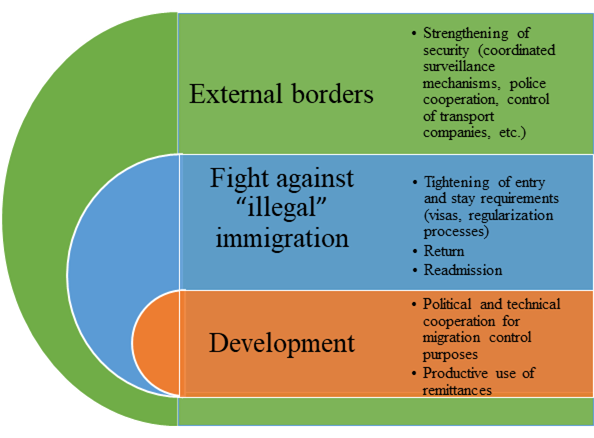 External borders
• Strengthening of
security (coordinated
surveillance
mechanisms, police
cooperation, control
of transport
companies, etc.)
Fight against
“illegal”
immigration
• Tightening of entry
and stay requirements
(visas, regularization
processes)
• Return
• Readmission
Development
• Political and technical
cooperation for
migration control
purposes
• Productive use of
remittances